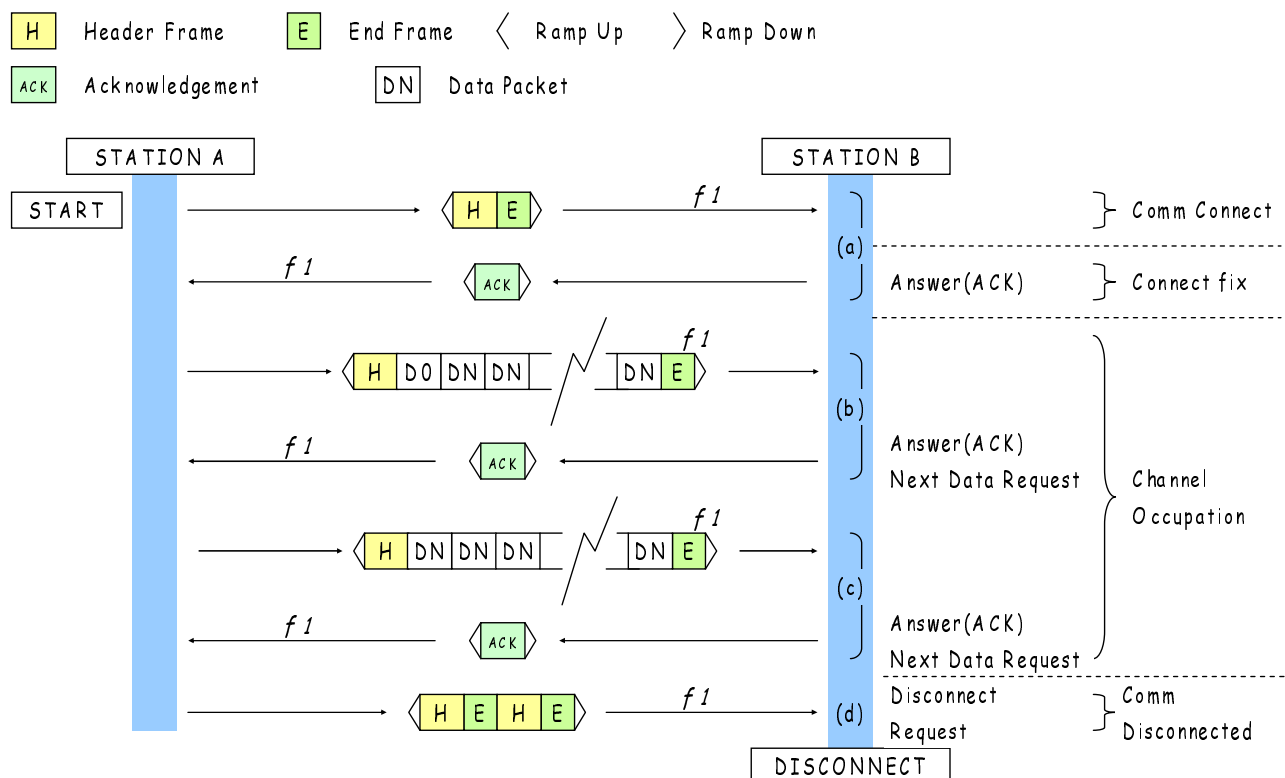 H Header Frame E End Frame Ramp Up Ramp Down
ACK Acknowledgement DN Data Packet
STATION A STATION B
START H E f1 Comm Connect
(a)
f1 ACK Answer(ACK) Connect fix
f1
H D0 DN DN DN E
(b)
f1 ACK Answer(ACK)
Next Data Request
Channel
Occupation
f1
H DN DN DN DN E
(c)
f1 ACK Answer(ACK)
Next Data Request
H E H E f1 (d) Disconnect
Request
Comm
Disconnected
DISCONNECT